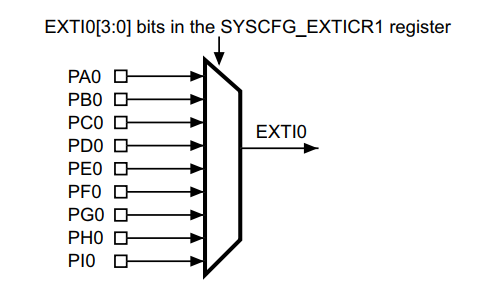 EXTI0[3:0] bits in the SYSCFG_EXTICR1 register
PA0
PB0
PC0
PD0
EXTI0
PE0
PF0
PG0
PH0
PI0